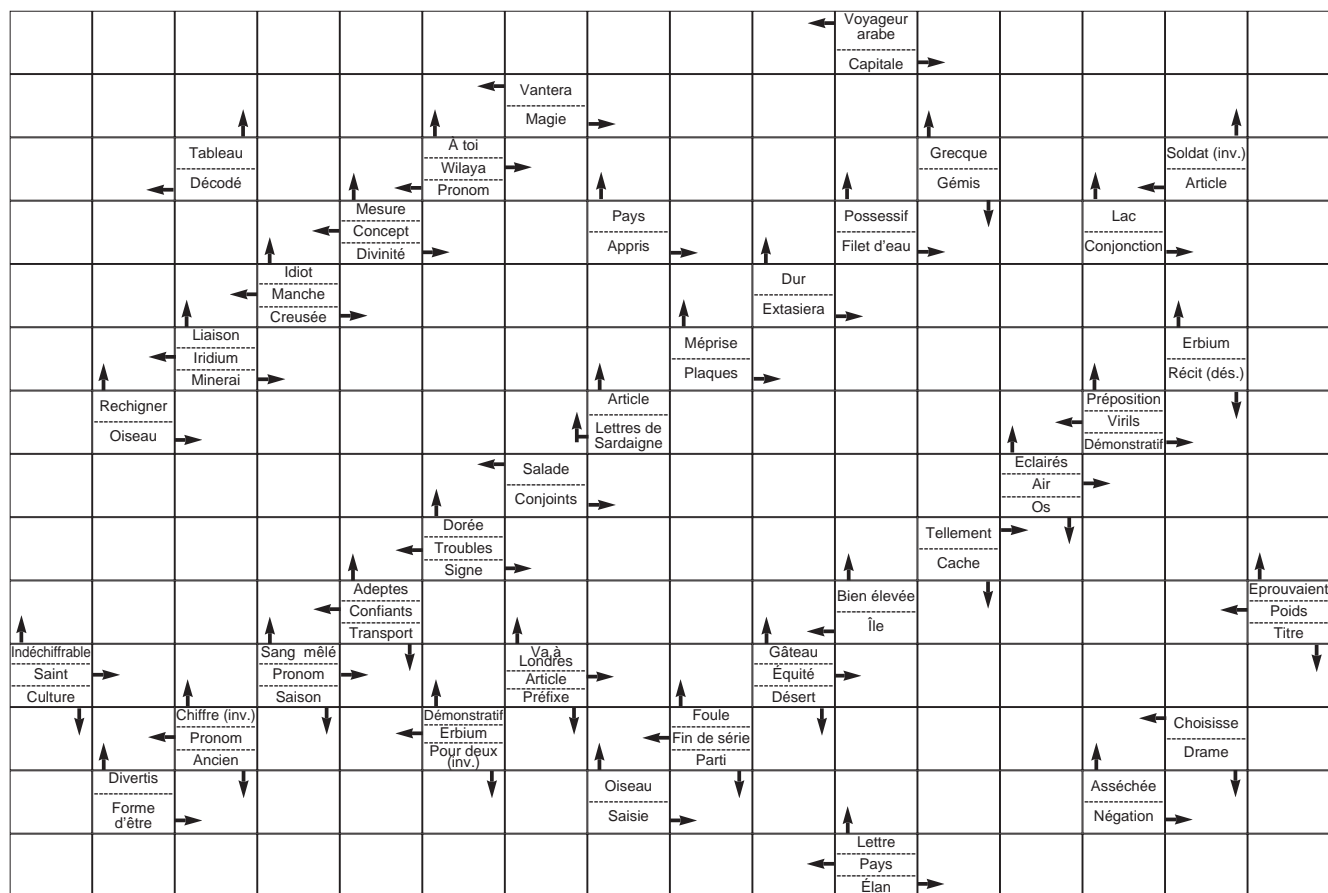 Voyageur
arabe
Capitale
Vantera
Magie
Tableau
Décodé
À toi
Wilaya
Pronom
Grecque
Gémis
Soldat (inv.)
Article
Mesure
Concept
Divinité
Pays
Appris
Possessif
Filet d'eau
Lac
Conjonction
Idiot
Manche
Creusée
Dur
Extasiera
Liaison
Iridium
Minerai
Méprise
Plaques
Erbium
Récit (dés.)
Rechigner
Oiseau
Article
Lettres de
Sardaigne
Préposition
Virils
Démonstratif
Salade
Conjoints
Eclairés
Air
Os
Dorée
Troubles
Signe
Tellement
Cache
Adeptes
Confiants
Transport
Bien élevée
Île
Eprouvaient
Poids
Titre
Indéchiffrable
Saint
Culture
Sang mêlé
Pronom
Saison
Va à
Londres
Article
Préfixe
Gâteau
Équité
Désert
Chiffre (inv.)
Pronom
Ancien
Démonstratif
Erbium
Pour deux
(inv.)
Foule
Fin de série
Parti
Choisisse
Drame
Divertis
Forme
d'être
Oiseau
Saisie
Asséchée
Négation
Lettre
Pays
Élan